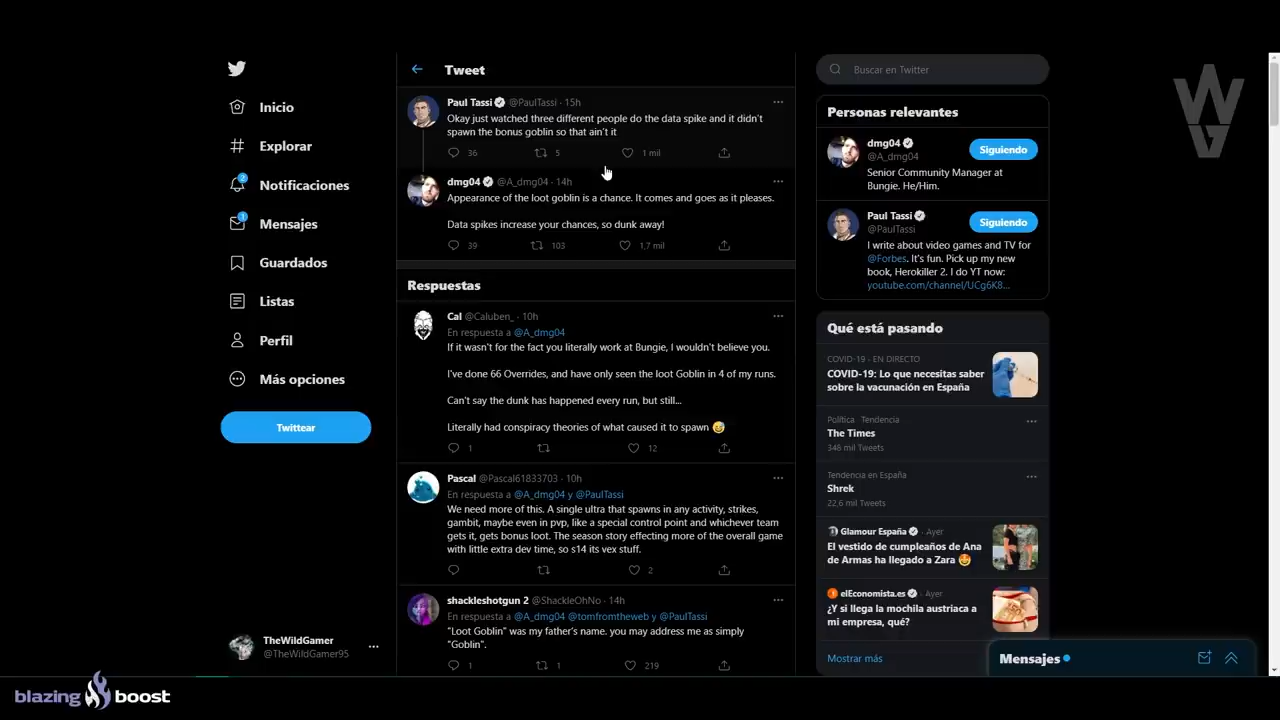 Tweet
Buscar en Twitter
Inicio
Explorar
2
Notificaciones
1
Mensajes
Guardados
Listas
Perfil
Más opciones
Twittear
TheWildGamer
@TheWildGamer95
Paul Tassi @PaulTassi · 15h
Okay just watched three different people do the data spike and it didn't
spawn the bonus goblin so that ain't it
36 5 1 mil
dmg04 @A_dmg04 · 14h
Appearance of the loot goblin is a chance. It comes and goes as it pleases.
Data spikes increase your chances, so dunk away!
39 103 1,7 mil
Respuestas
Cal @Caluben_ · 10h
En respuesta a @A_dmg04
If it wasn't for the fact you literally work at Bungie, I wouldn't believe you.
I've done 66 Overrides, and have only seen the loot Goblin in 4 of my runs.
Can't say the dunk has happened every run, but still...
Literally had conspiracy theories of what caused it to spawn 😅
1 12
Pascal @Pascal61833703 · 10h
En respuesta a @A_dmg04 y @PaulTassi
We need more of this. A single ultra that spawns in any activity, strikes,
gambit, maybe even in pvp, like a special control point and whichever team
gets it, gets bonus loot. The season story effecting more of the overall game
with little extra dev time, so s14 its vex stuff.
2
shackleshotgun 2 @ShackleOhNo · 14h
En respuesta a @A_dmg04 @tomfromtheweb y @PaulTassi
"Loot Goblin" was my father's name. you may address me as simply
"Goblin".
1 1 219
Personas relevantes
dmg04
@A_dmg04
Siguiendo
Senior Community Manager at
Bungie. He/Him.
Paul Tassi
@PaulTassi
Siguiendo
I write about video games and TV for
@Forbes. It's fun. Pick up my new
book, Herokiller 2. I do YT now:
youtube.com/channel/UCg6K8...
Qué está pasando
COVID-19 · EN DIRECTO
COVID-19: Lo que necesitas saber
sobre la vacunación en España
Política · Tendencia
The Times
348 mil Tweets
Tendencia en España
Shrek
22,6 mil Tweets
Glamour España · Ayer
El vestido de cumpleaños de Ana
de Armas ha llegado a Zara 🤩
elEconomista.es · Ayer
¿Y si llega la mochila austriaca a
mi empresa, qué?
Mostrar más
Mensajes
WG
blazing boost